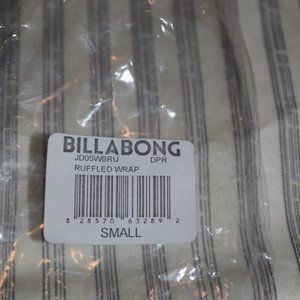 BILLABONG
JD05WBRU DPR
RUFFLED WRAP
8 28570 63289 2
SMALL